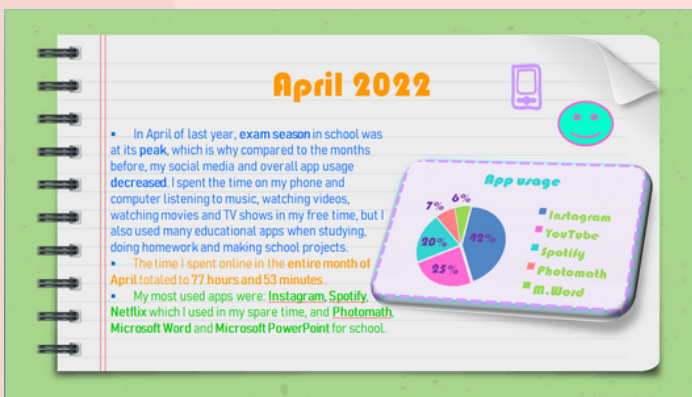 April 2022
▪ In April of last year, exam season in school was
at its peak, which is why compared to the months
before, my social media and overall app usage
decreased. I spent the time on my phone and
computer listening to music, watching videos,
watching movies and TV shows in my free time, but I
also used many educational apps when studying,
doing homework and making school projects.
▪ The time I spent online in the entire month of
April totaled to 77 hours and 53 minutes.
▪ My most used apps were: Instagram, Spotify,
Netflix which I used in my spare time, and Photomath,
Microsoft Word and Microsoft PowerPoint for school.
App usage
7%
6%
42%
20%
25%
Instagram
YouTube
Spotify
Photomath
M.Word